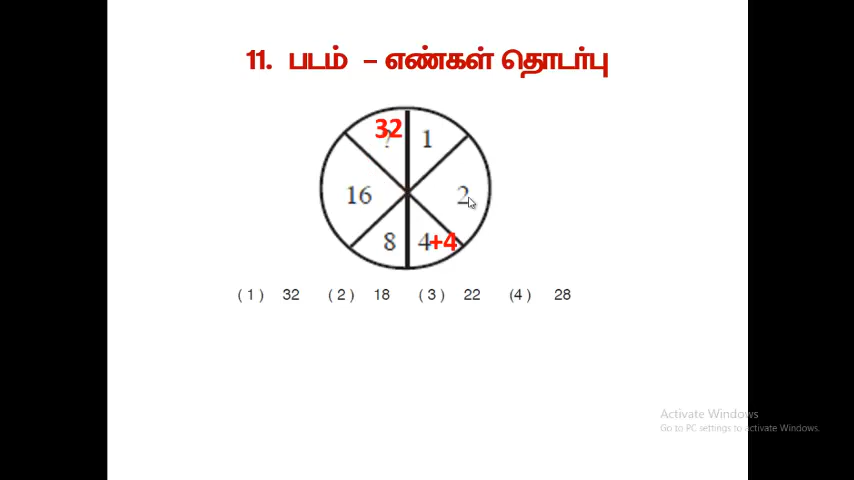 11. படம் – எண்கள் தொடர்பு
32
? 1
16 2
8 4 +4
( 1 ) 32 ( 2 ) 18 ( 3 ) 22 (4) 28
Activate Windows
Go to PC settings to activate Windows.